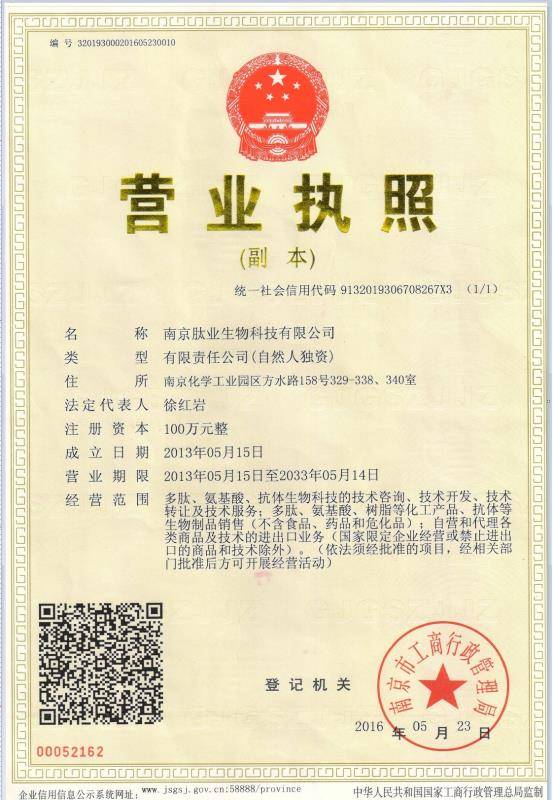 编 号 320193000201605230010
营业执照
(副 本)
统一社会信用代码 9132019306708267X3 （1/1）
名 称 南京肽业生物科技有限公司
类 型 有限责任公司(自然人独资)
住 所 南京化学工业园区方水路158号329-338、340室
法定代表人 徐红岩
注册资本 100万元整
成立日期 2013年05月15日
营业期限 2013年05月15日至2033年05月14日
经营范围 多肽、氨基酸、抗体生物科技的技术咨询、技术开发、技术
转让及技术服务；多肽、氨基酸、树脂等化工产品、抗体等
生物制品销售（不含食品、药品和危化品）；自营和代理各
类商品及技术的进出口业务（国家限定企业经营或禁止进出
口的商品和技术除外）。（依法须经批准的项目，经相关部
门批准后方可开展经营活动）
登记机关
南京市工商行政管理局
2016 年 05 月 23 日
00052162
企业信用信息公示系统网址： www.jsgsj.gov.cn:58888/province
中华人民共和国国家工商行政管理总局监制